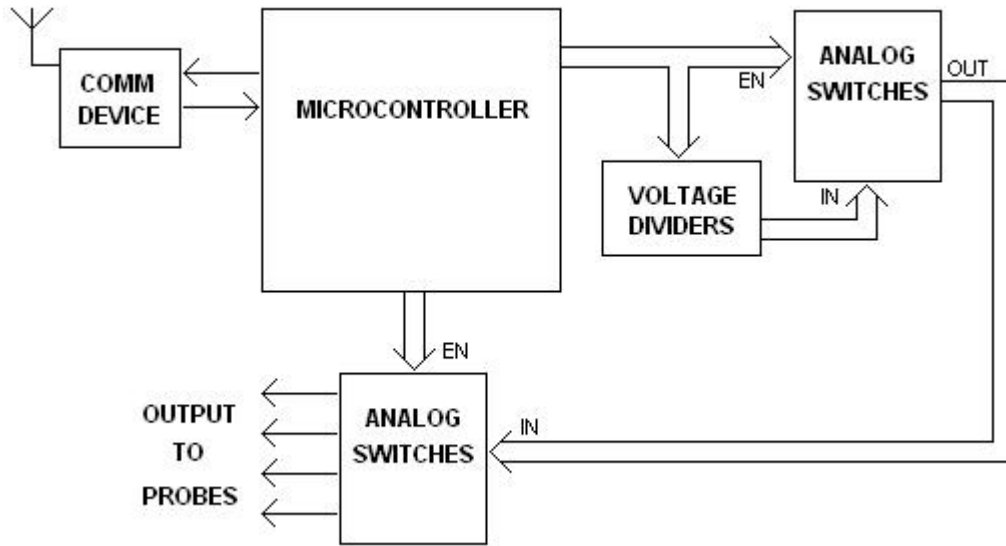 COMM
DEVICE
MICROCONTROLLER
EN
ANALOG
SWITCHES
OUT
VOLTAGE
DIVIDERS
IN
EN
OUTPUT
TO
PROBES
ANALOG
SWITCHES
IN